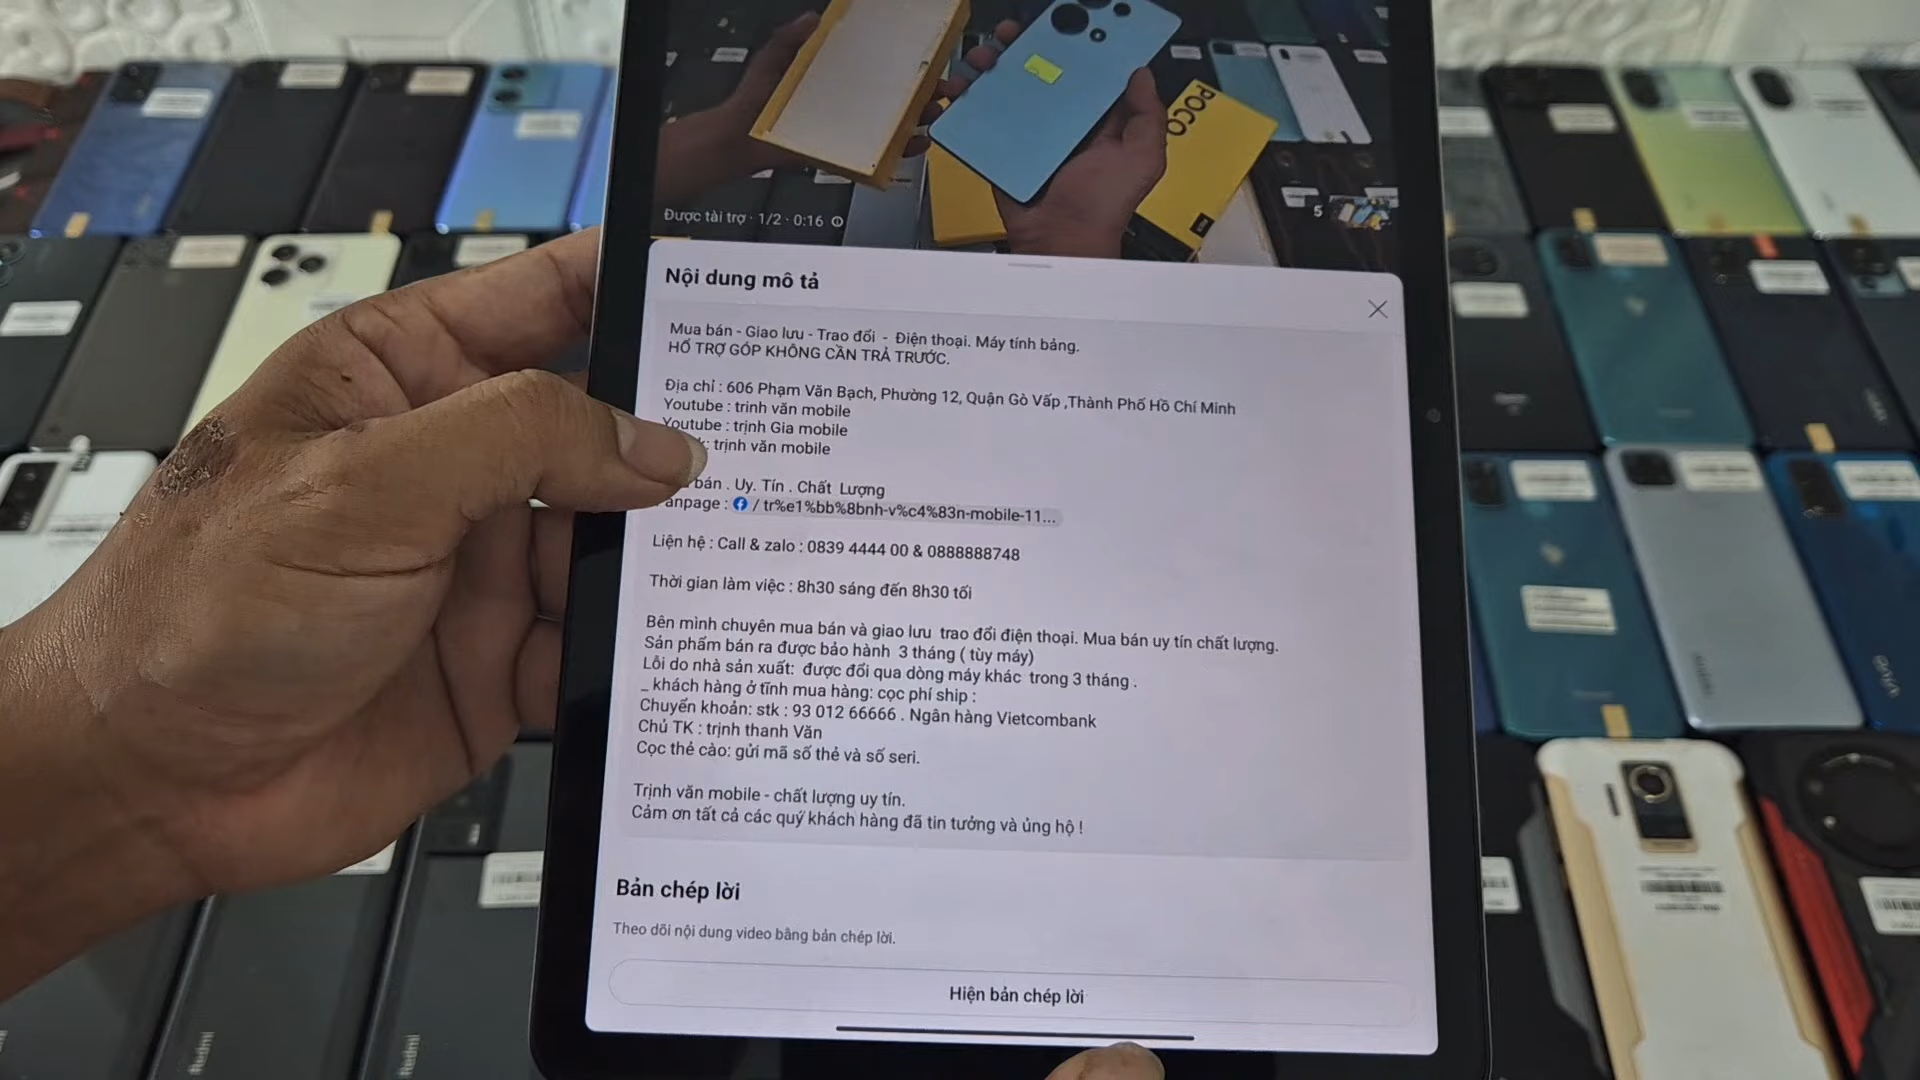 POCO
Được tài trợ · 1/2 · 0:16
5
Nội dung mô tả
Mua bán - Giao lưu - Trao đổi - Điện thoại. Máy tính bảng.
HỖ TRỢ GÓP KHÔNG CẦN TRẢ TRƯỚC.
Địa chỉ : 606 Phạm Văn Bạch, Phường 12, Quận Gò Vấp ,Thành Phố Hồ Chí Minh
Youtube : trinh văn mobile
Youtube : trịnh Gia mobile
: trịnh văn mobile
bán . Uy. Tín . Chất Lượng
anpage : / tr%e1%bb%8bnh-v%c4%83n-mobile-11...
Liện hệ : Call & zalo : 0839 4444 00 & 0888888748
Thời gian làm việc : 8h30 sáng đến 8h30 tối
Bên mình chuyên mua bán và giao lưu trao đổi điện thoại. Mua bán uy tín chất lượng.
Sản phẩm bán ra được bảo hành 3 tháng ( tùy máy)
Lỗi do nhà sản xuất: được đổi qua dòng máy khác trong 3 tháng .
_ khách hàng ở tĩnh mua hàng: cọc phí ship :
Chuyển khoản: stk : 93 012 66666 . Ngân hàng Vietcombank
Chủ TK : trịnh thanh Văn
Cọc thẻ cào: gửi mã số thẻ và số seri.
Trịnh văn mobile - chất lượng uy tín.
Cảm ơn tất cả các quý khách hàng đã tin tưởng và ủng hộ !
Bản chép lời
Theo dõi nội dung video bằng bản chép lời.
Hiện bản chép lời
Redmi
Redmi